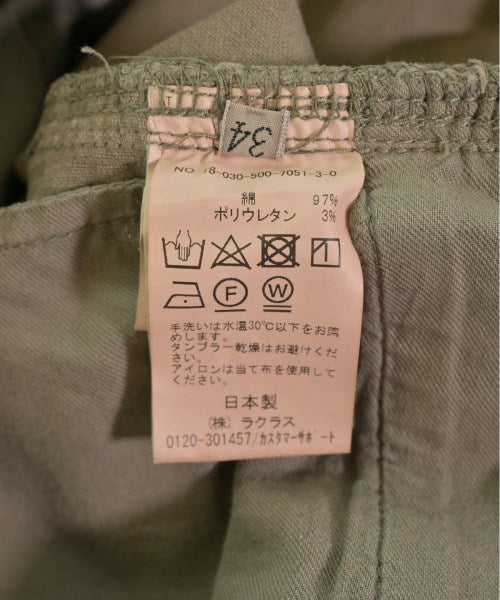 34
NO 18-030-500-7051-3-0
綿 97%
ポリウレタン 3%
F W
手洗いは水温30℃以下をお薦
めします。
タンブラー乾燥はお避けくださ
い。
アイロンは当て布を使用して
ください。
日本製
(株) ラクラス
0120-301457/カスタマーサポート